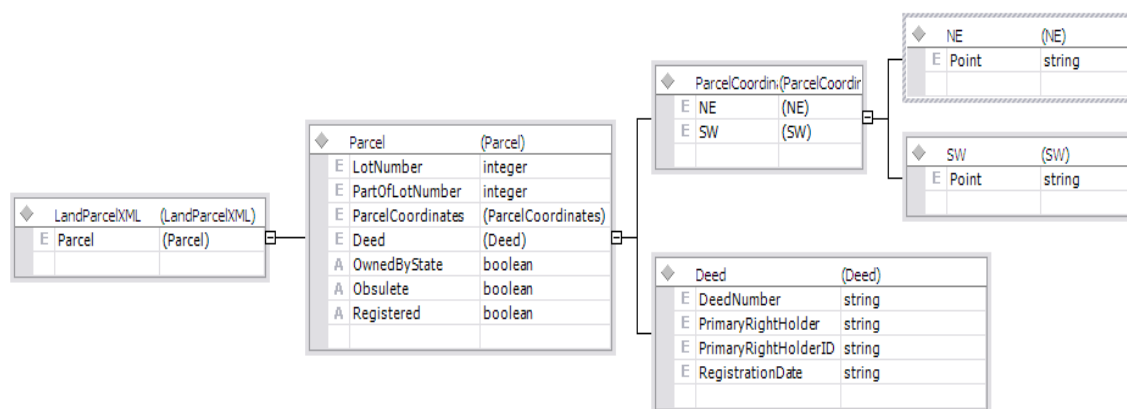 LandParcelXML (LandParcelXML)
E Parcel (Parcel)
Parcel (Parcel)
E LotNumber integer
E PartOfLotNumber integer
E ParcelCoordinates (ParcelCoordinates)
E Deed (Deed)
A OwnedByState boolean
A Obsulete boolean
A Registered boolean
ParcelCoordin (ParcelCoordin
E NE (NE)
E SW (SW)
NE (NE)
E Point string
SW (SW)
E Point string
Deed (Deed)
E DeedNumber string
E PrimaryRightHolder string
E PrimaryRightHolderID string
E RegistrationDate string